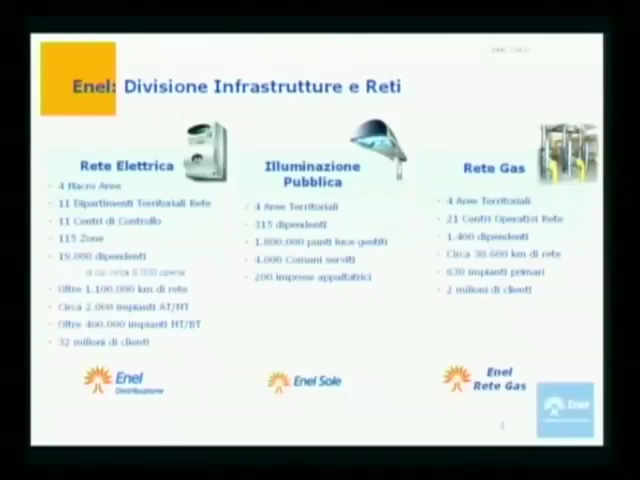 Enel: Divisione Infrastrutture e Reti
Rete Elettrica
4 Macro Aree
11 Dipartimenti Territoriali Rete
11 Centri di Controllo
115 Zone
19.000 dipendenti
di cui circa operai
Oltre 1.100.000 km di rete
Circa 2.000 impianti AT/MT
Oltre 400.000 impianti MT/BT
32 milioni di clienti
Enel
Distribuzione
Illuminazione
Pubblica
4 Aree Territoriali
315 dipendenti
1.800.000 punti luce gestiti
4.000 Comuni serviti
200 imprese appaltatrici
Enel Sole
Rete Gas
4 Aree Territoriali
21 Centri Operativi Rete
1.400 dipendenti
Circa 30.600 km di rete
630 impianti primari
2 milioni di clienti
Enel
Rete Gas
Enel